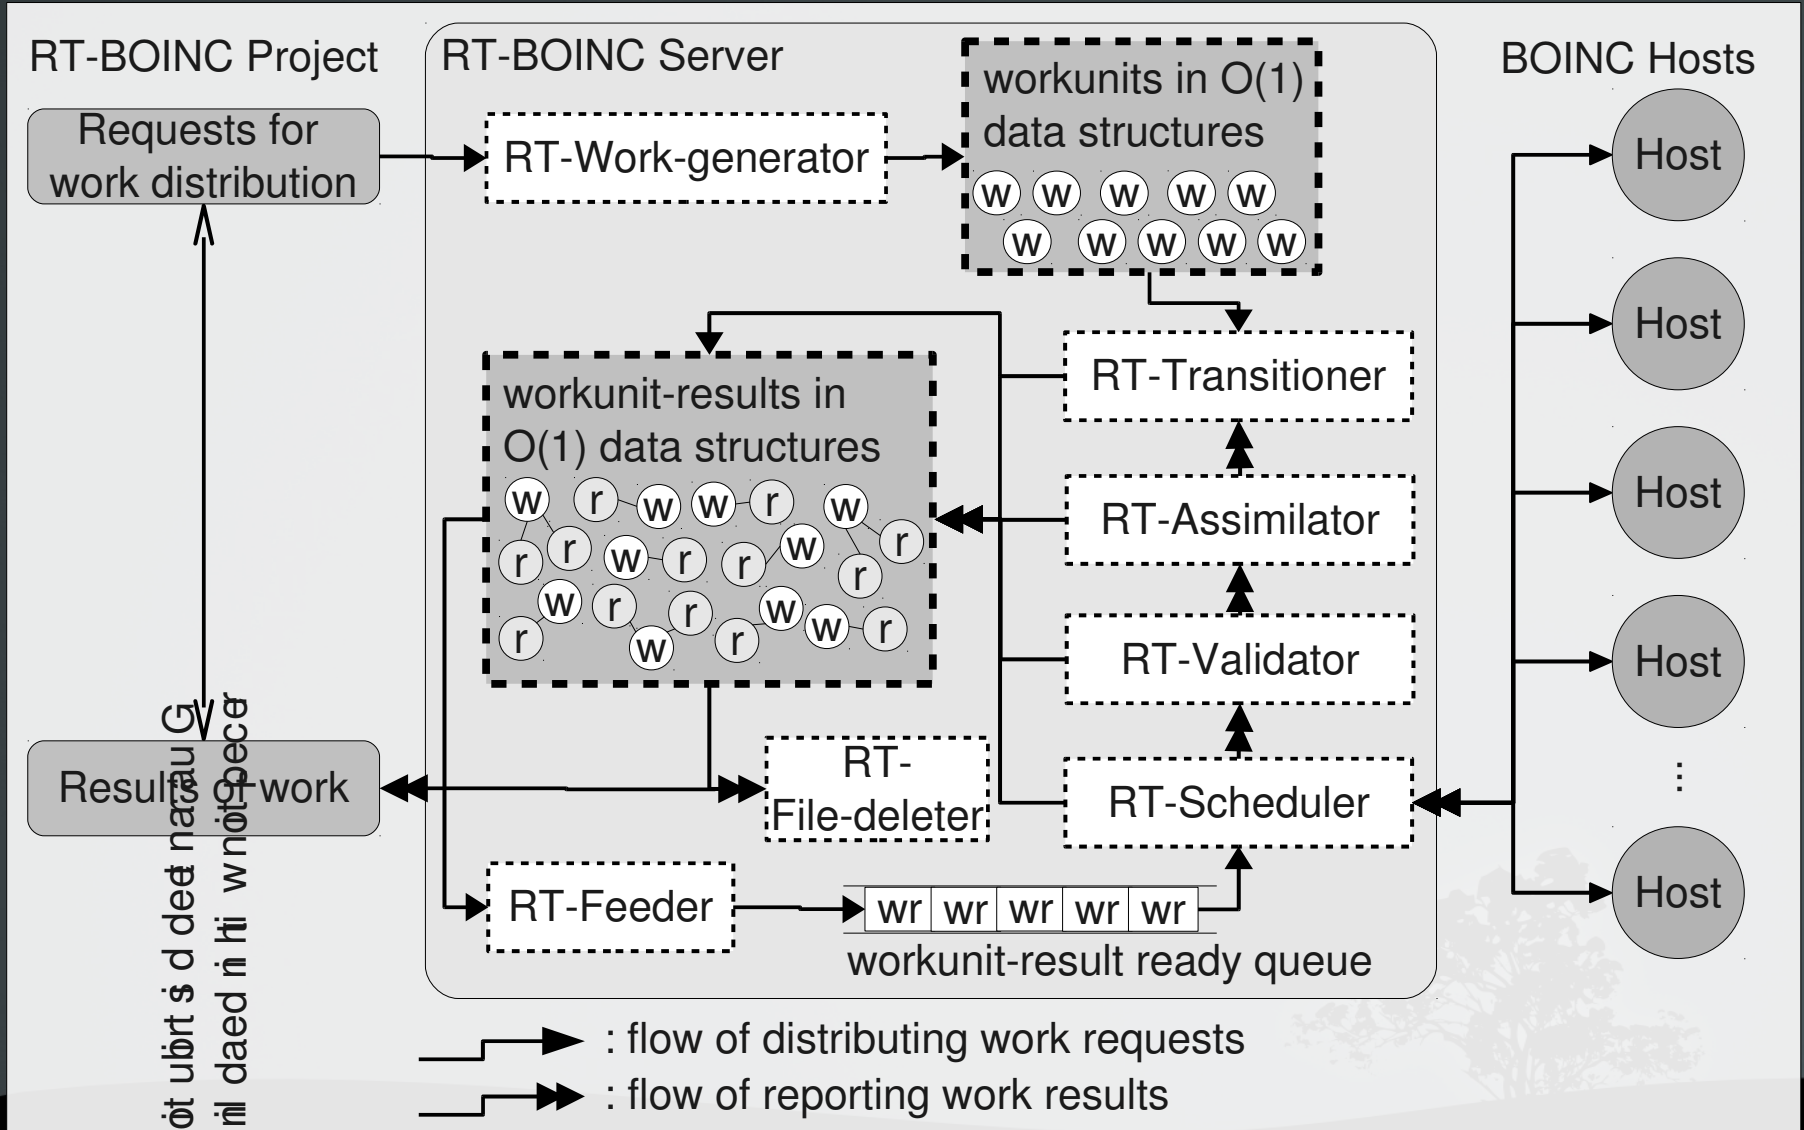 RT-BOINC Project
RT-BOINC Server
BOINC Hosts
Requests for
work distribution
RT-Work-generator
workunits in O(1)
data structures
w w w w w
w w w w w
Host
Host
Host
Host
⋮
Host
workunit-results in
O(1) data structures
w r w w r w
r r w r r w r r
w r r w w r
r w r
RT-Transitioner
RT-Assimilator
RT-Validator
RT-Scheduler
Results of work
RT-
File-deleter
RT-Feeder
wr wr wr wr wr
workunit-result ready queue
: flow of distributing work requests
: flow of reporting work results